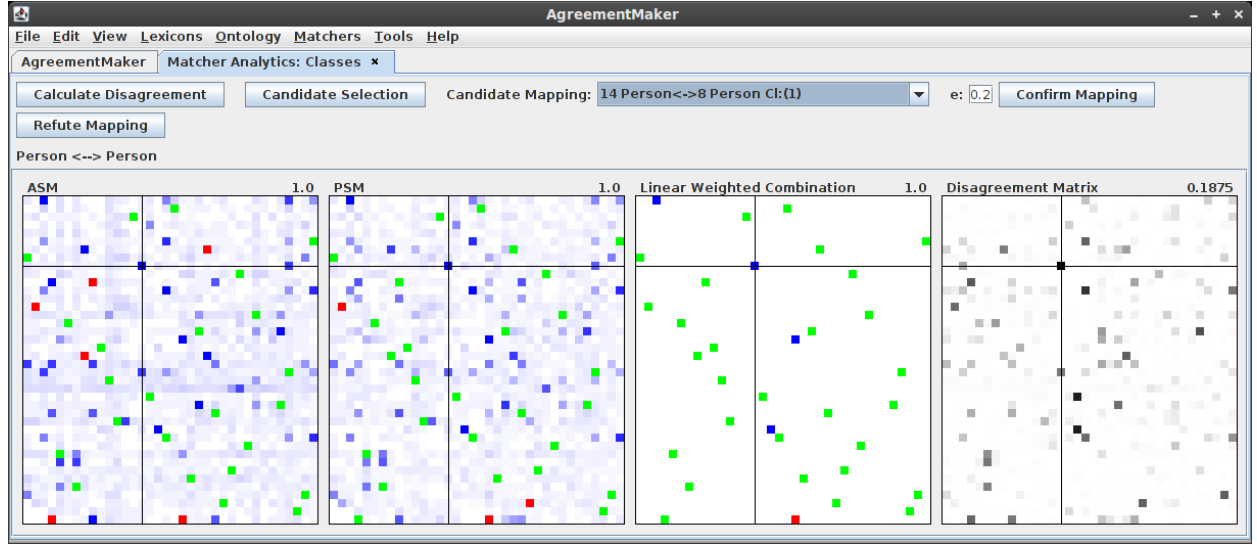 AgreementMaker
File Edit View Lexicons Ontology Matchers Tools Help
AgreementMaker Matcher Analytics: Classes ×
Calculate Disagreement Candidate Selection Candidate Mapping: 14 Person<->8 Person Cl:(1) e: 0.2 Confirm Mapping
Refute Mapping
Person <--> Person
ASM 1.0 PSM 1.0 Linear Weighted Combination 1.0 Disagreement Matrix 0.1875